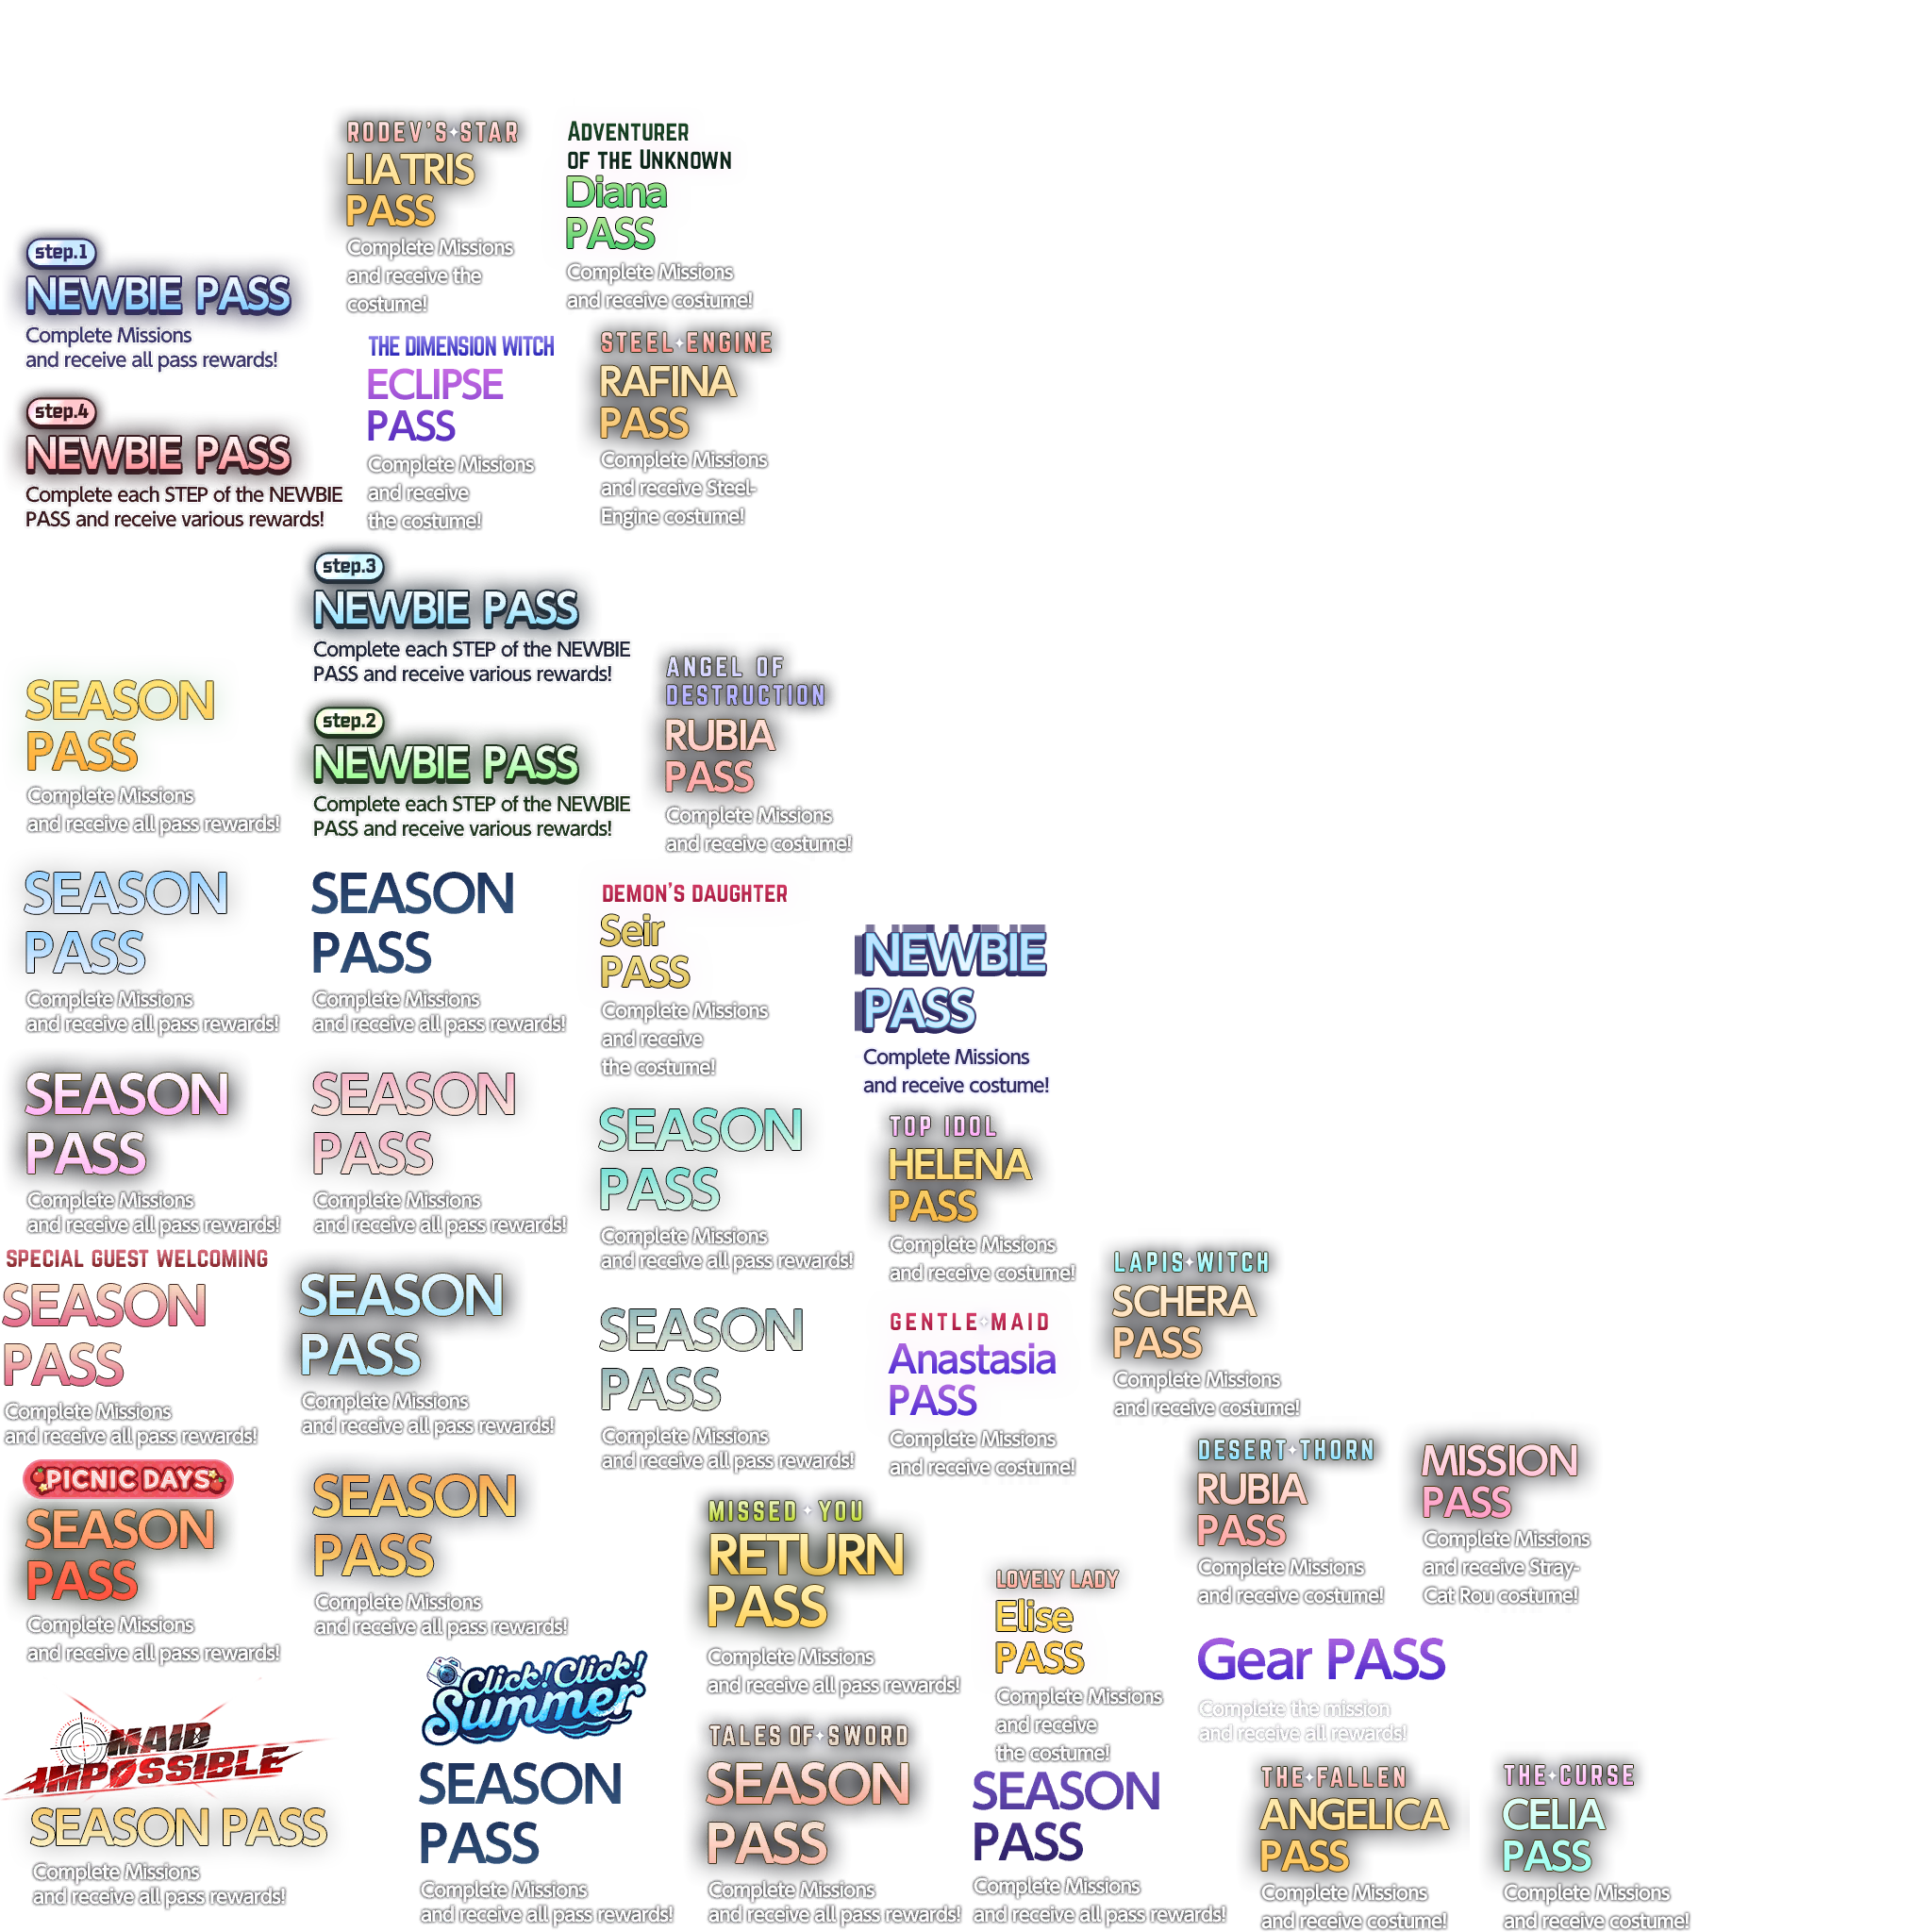 RODEV'S STAR
LIATRIS
PASS
Complete Missions
and receive the
costume!
ADVENTURER
OF THE UNKNOWN
Diana
PASS
Complete Missions
and receive costume!
step.1
NEWBIE PASS
Complete Missions
and receive all pass rewards!
THE DIMENSION WITCH
ECLIPSE
PASS
Complete Missions
and receive
the costume!
STEEL ENGINE
RAFINA
PASS
Complete Missions
and receive Steel-
Engine costume!
step.4
NEWBIE PASS
Complete each STEP of the NEWBIE
PASS and receive various rewards!
step.3
NEWBIE PASS
Complete each STEP of the NEWBIE
PASS and receive various rewards!
ANGEL OF
DESTRUCTION
RUBIA
PASS
Complete Missions
and receive costume!
SEASON
PASS
Complete Missions
and receive all pass rewards!
step.2
NEWBIE PASS
Complete each STEP of the NEWBIE
PASS and receive various rewards!
SEASON
PASS
Complete Missions
and receive all pass rewards!
SEASON
PASS
Complete Missions
and receive all pass rewards!
DEMON'S DAUGHTER
Seir
PASS
Complete Missions
and receive
the costume!
NEWBIE
PASS
Complete Missions
and receive costume!
SEASON
PASS
Complete Missions
and receive all pass rewards!
SEASON
PASS
Complete Missions
and receive all pass rewards!
SEASON
PASS
Complete Missions
and receive all pass rewards!
TOP IDOL
HELENA
PASS
Complete Missions
and receive costume!
SPECIAL GUEST WELCOMING
SEASON
PASS
Complete Missions
and receive all pass rewards!
SEASON
PASS
Complete Missions
and receive all pass rewards!
SEASON
PASS
Complete Missions
and receive all pass rewards!
GENTLE MAID
Anastasia
PASS
Complete Missions
and receive costume!
LAPIS WITCH
SCHERA
PASS
Complete Missions
and receive costume!
PICNIC DAYS
SEASON
PASS
Complete Missions
and receive all pass rewards!
SEASON
PASS
Complete Missions
and receive all pass rewards!
MISSED YOU
RETURN
PASS
Complete Missions
and receive all pass rewards!
LOVELY LADY
Elise
PASS
Complete Missions
and receive
the costume!
DESERT THORN
RUBIA
PASS
Complete Missions
and receive costume!
MISSION
PASS
Complete Missions
and receive Stray-
Cat Rou costume!
Gear PASS
Complete the mission
and receive all rewards!
MAID
IMPOSSIBLE
SEASON PASS
Complete Missions
and receive all pass rewards!
Click! Click!
Summer
SEASON
PASS
Complete Missions
and receive all pass rewards!
TALES OF SWORD
SEASON
PASS
Complete Missions
and receive all pass rewards!
SEASON
PASS
Complete Missions
and receive all pass rewards!
THE FALLEN
ANGELICA
PASS
Complete Missions
and receive costume!
THE CURSE
CELIA
PASS
Complete Missions
and receive costume!